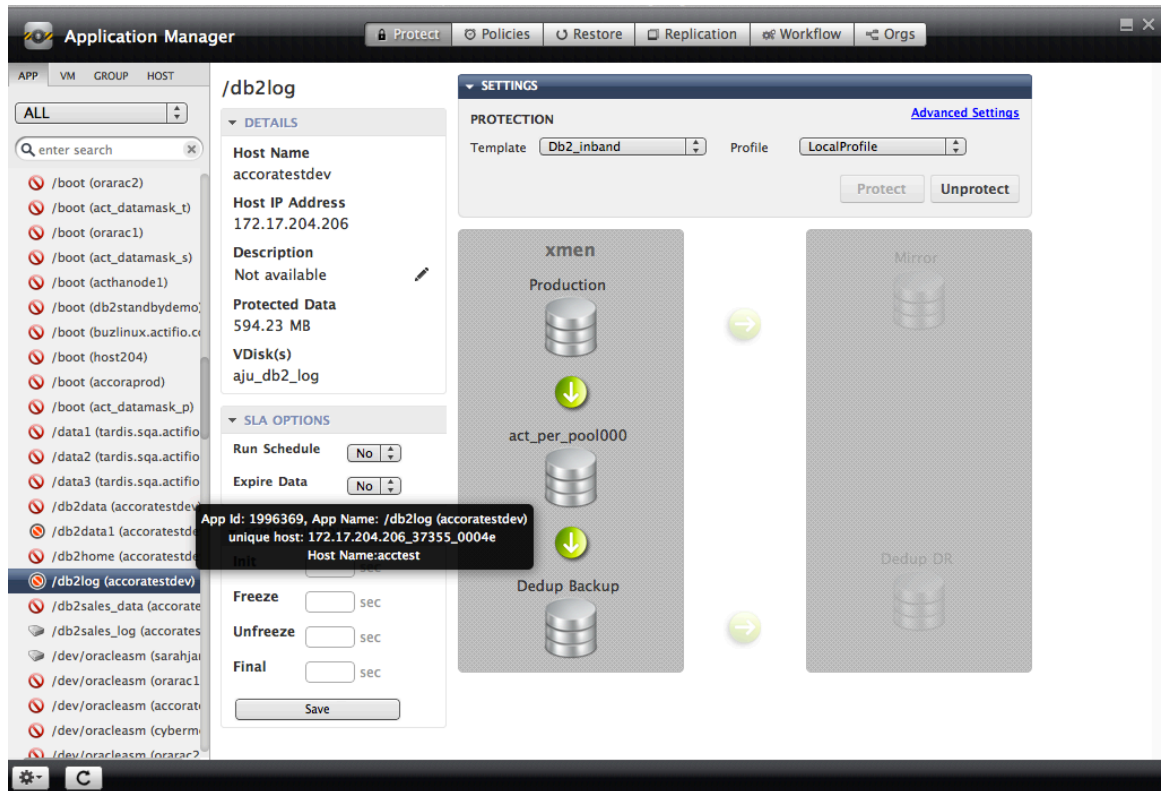 Application Manager
Protect
Policies
Restore
Replication
Workflow
Orgs
APP
VM
GROUP
HOST
ALL
enter search
/boot (orarac2)
/boot (act_datamask_t)
/boot (orarac1)
/boot (act_datamask_s)
/boot (acthanode1)
/boot (db2standbydemo)
/boot (buzlinux.actifio.co
/boot (host204)
/boot (accoraprod)
/boot (act_datamask_p)
/data1 (tardis.sqa.actifio
/data2 (tardis.sqa.actifio
/data3 (tardis.sqa.actifio
/db2data (accoratestdev)
/db2data1 (accoratestde
/db2home (accoratestde
/db2log (accoratestdev)
/db2sales_data (accorate
/db2sales_log (accorates
/dev/oracleasm (sarahja
/dev/oracleasm (orarac1
/dev/oracleasm (accorat
/dev/oracleasm (cyberm
/dev/oracleasm (orarac2
/db2log
DETAILS
Host Name
accoratestdev
Host IP Address
172.17.204.206
Description
Not available
Protected Data
594.23 MB
VDisk(s)
aju_db2_log
SLA OPTIONS
Run Schedule No
Expire Data No
App Id: 1996369, App Name: /db2log (accoratestdev)
unique host: 172.17.204.206_37355_0004e
Host Name:acctest
Init sec
Freeze sec
Unfreeze sec
Final sec
Save
SETTINGS
PROTECTION
Advanced Settings
Template Db2_inband Profile LocalProfile
Protect Unprotect
xmen
Production
act_per_pool000
Dedup Backup
Mirror
Dedup DR